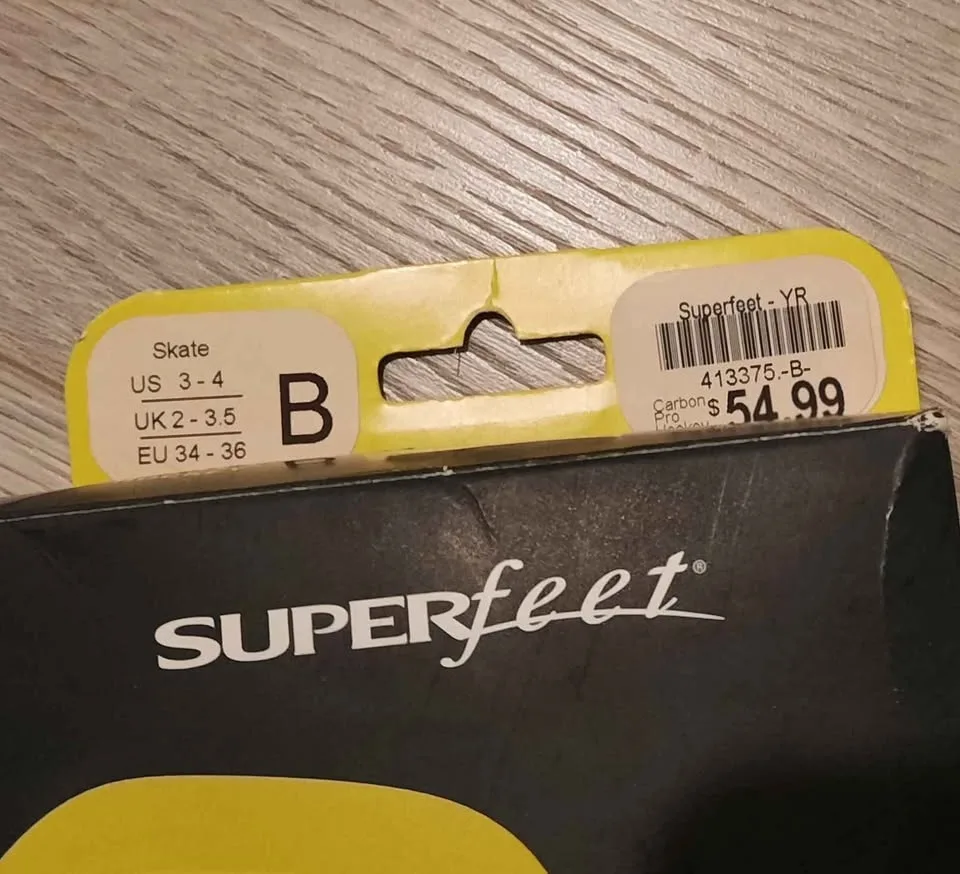 Skate
US 3 - 4
UK 2 - 3.5
EU 34 - 36
B
Superfeet - YR
413375.-B-
Carbon
Pro
Hockey
$ 54.99
SUPERfeet®